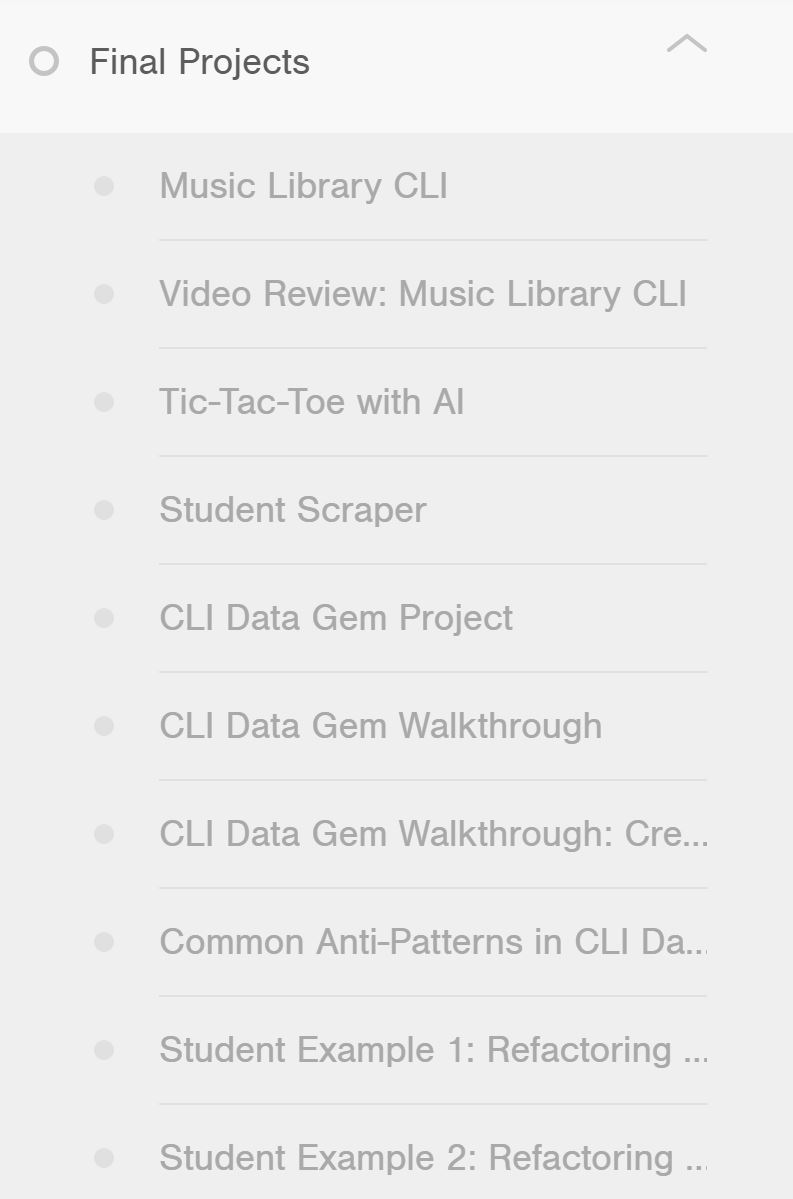 Final Projects
Music Library CLI
Video Review: Music Library CLI
Tic-Tac-Toe with AI
Student Scraper
CLI Data Gem Project
CLI Data Gem Walkthrough
CLI Data Gem Walkthrough: Cre...
Common Anti-Patterns in CLI Da...
Student Example 1: Refactoring ...
Student Example 2: Refactoring ...